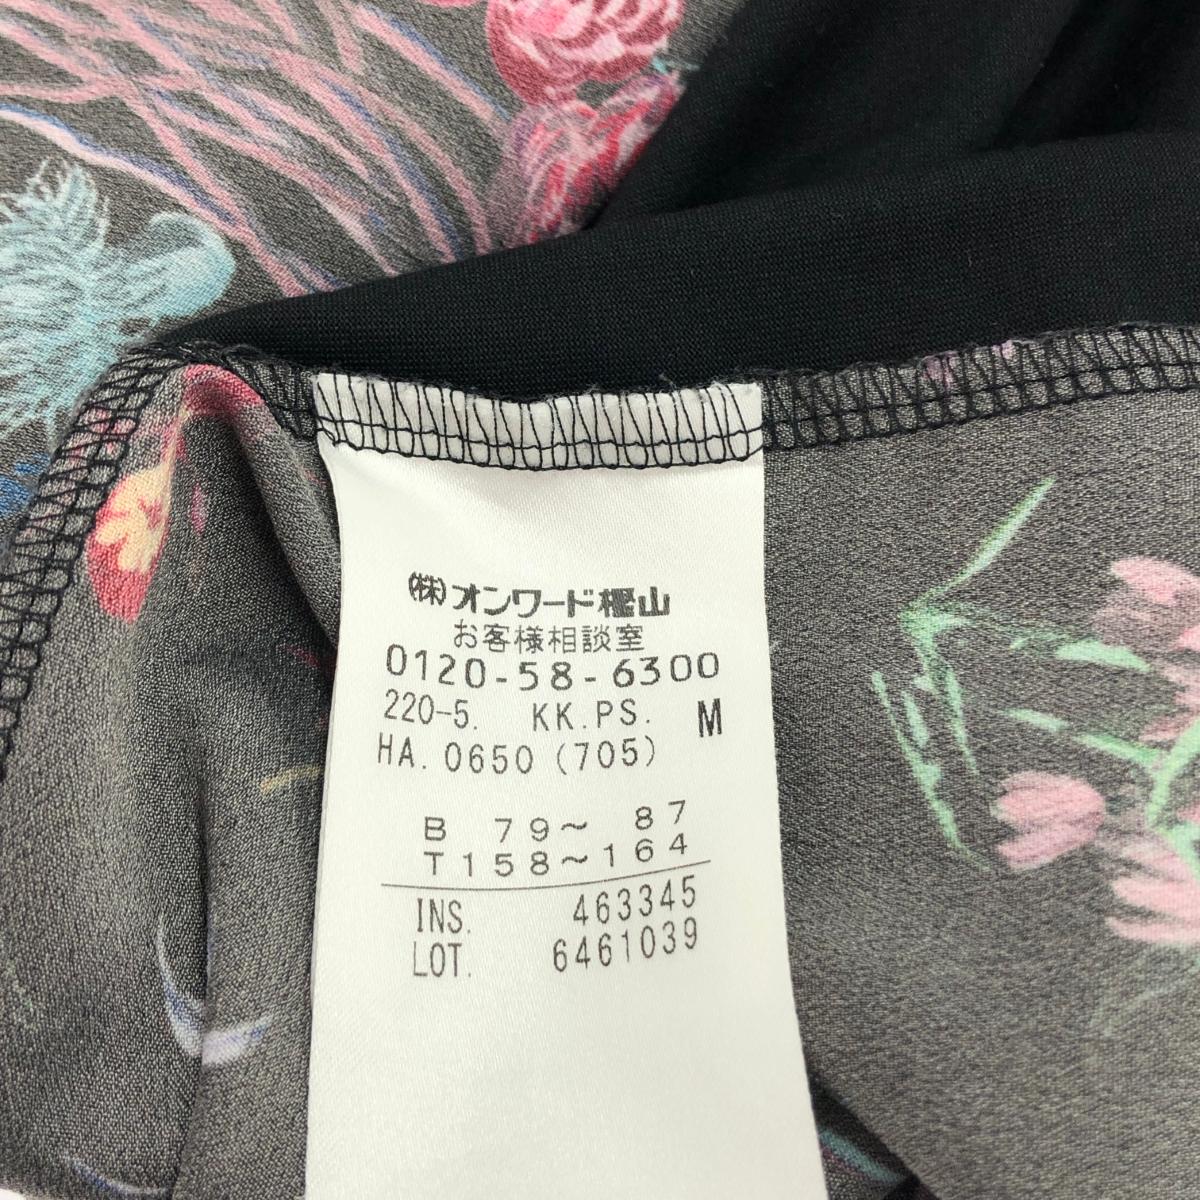 ㈱オンワード樫山
お客様相談室
0120-58-6300
220-5. KK.PS. M
HA.0650(705)
B 79～ 87
T158～164
INS. 463345
LOT. 6461039